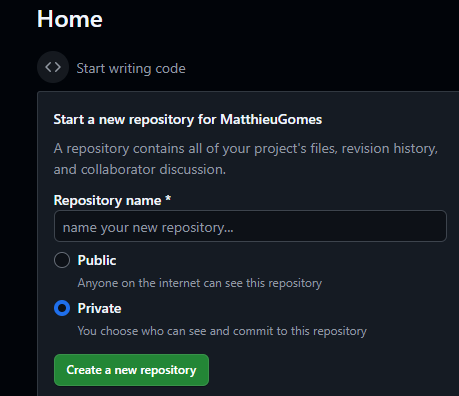 Home
Start writing code
Start a new repository for MatthieuGomes
A repository contains all of your project's files, revision history,
and collaborator discussion.
Repository name *
name your new repository...
Public
Anyone on the internet can see this repository
Private
You choose who can see and commit to this repository
Create a new repository